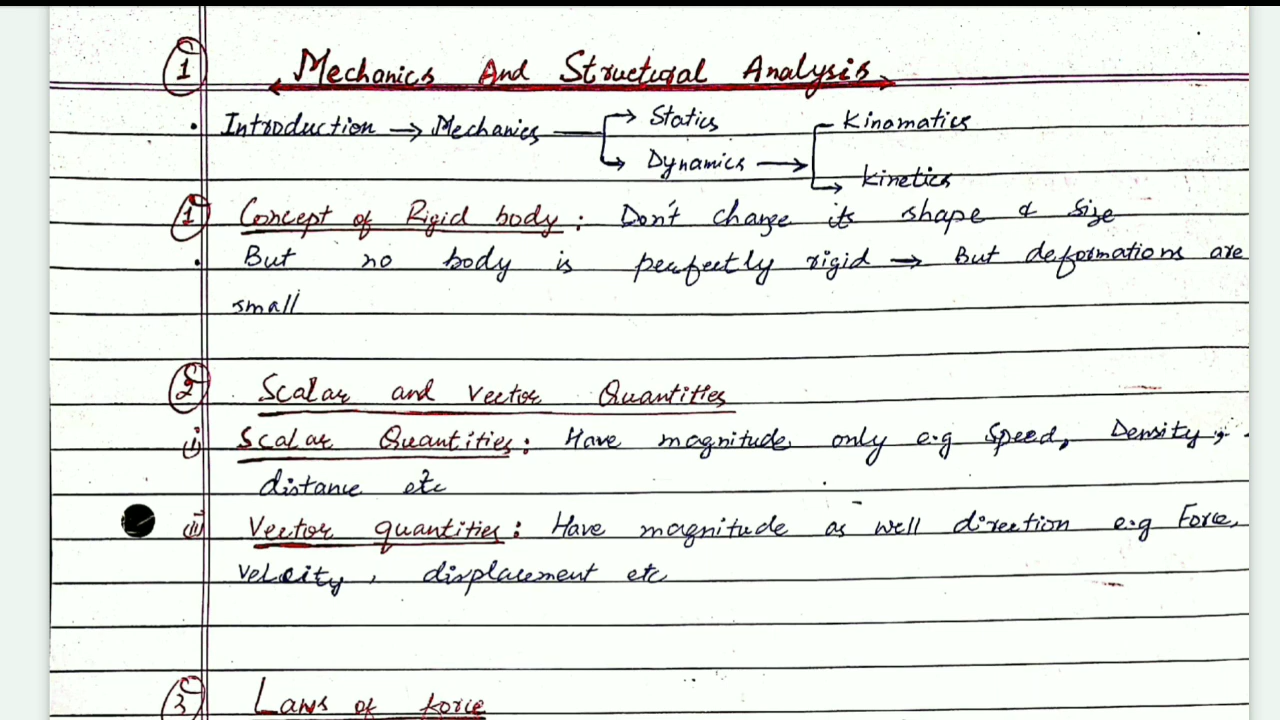 1 Mechanics And Structural Analysis
• Introduction → Mechanics → Statics
→ Dynamics → Kinamatics
→ kinetics
1 Concept of Rigid body : Don't change its shape & size
• But no body is perfectly rigid → But deformations are
small
2 Scalar and Vector Quantities
(i) Scalar Quantities : Have magnitude only e.g Speed, Density,
distance etc
(ii) Vector quantities : Have magnitude as well direction e.g Force,
velocity, displacement etc
3 Laws of force